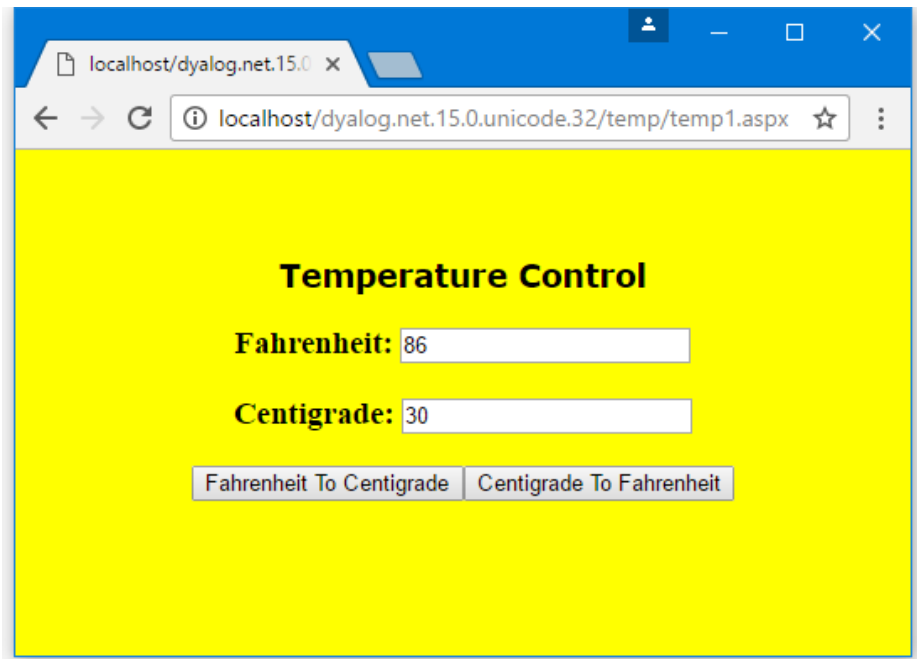 localhost/dyalog.net.15.0
localhost/dyalog.net.15.0.unicode.32/temp/temp1.aspx
Temperature Control
Fahrenheit: 86
Centigrade: 30
Fahrenheit To Centigrade Centigrade To Fahrenheit